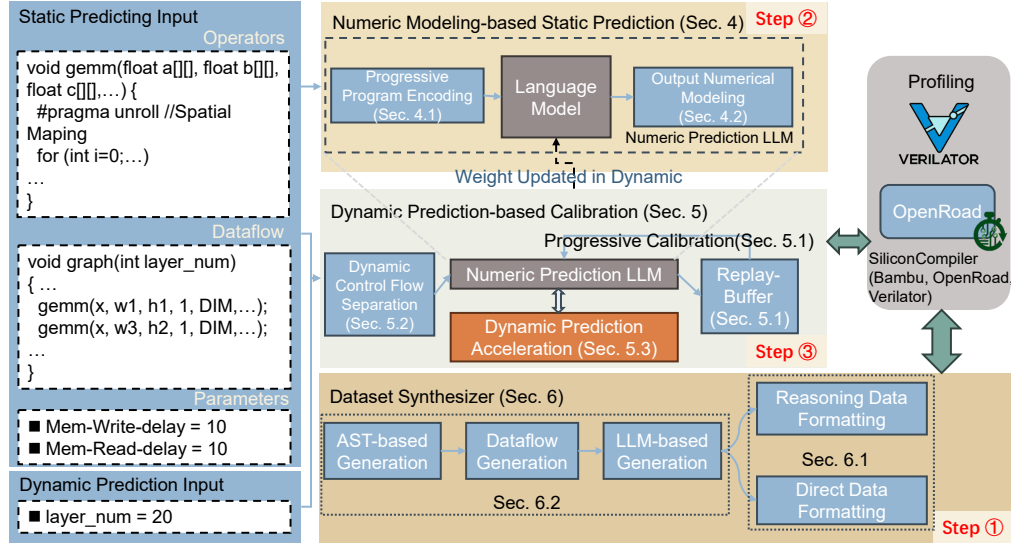 Static Predicting Input
Operators
void gemm(float a[][], float b[][],
float c[][],…) {
#pragma unroll //Spatial
Maping
for (int i=0;…)
…
}
Dataflow
void graph(int layer_num)
{ …
gemm(x, w1, h1, 1, DIM,…);
gemm(x, w3, h2, 1, DIM,…);
…
}
Parameters
■ Mem-Write-delay = 10
■ Mem-Read-delay = 10
Dynamic Prediction Input
■ layer_num = 20
Numeric Modeling-based Static Prediction (Sec. 4)
Step ②
Progressive
Program Encoding
(Sec. 4.1)
Language
Model
Output Numerical
Modeling
(Sec. 4.2)
Numeric Prediction LLM
Weight Updated in Dynamic
Dynamic Prediction-based Calibration (Sec. 5)
Progressive Calibration(Sec. 5.1)
Dynamic
Control Flow
Separation
(Sec. 5.2)
Numeric Prediction LLM
Replay-
Buffer
(Sec. 5.1)
Dynamic Prediction
Acceleration (Sec. 5.3)
Step ③
Dataset Synthesizer (Sec. 6)
AST-based
Generation
Dataflow
Generation
LLM-based
Generation
Sec. 6.2
Reasoning Data
Formatting
Sec. 6.1
Direct Data
Formatting
Step ①
Profiling
VERILATOR
OpenRoad
SiliconCompiler
(Bambu, OpenRoad,
Verilator)